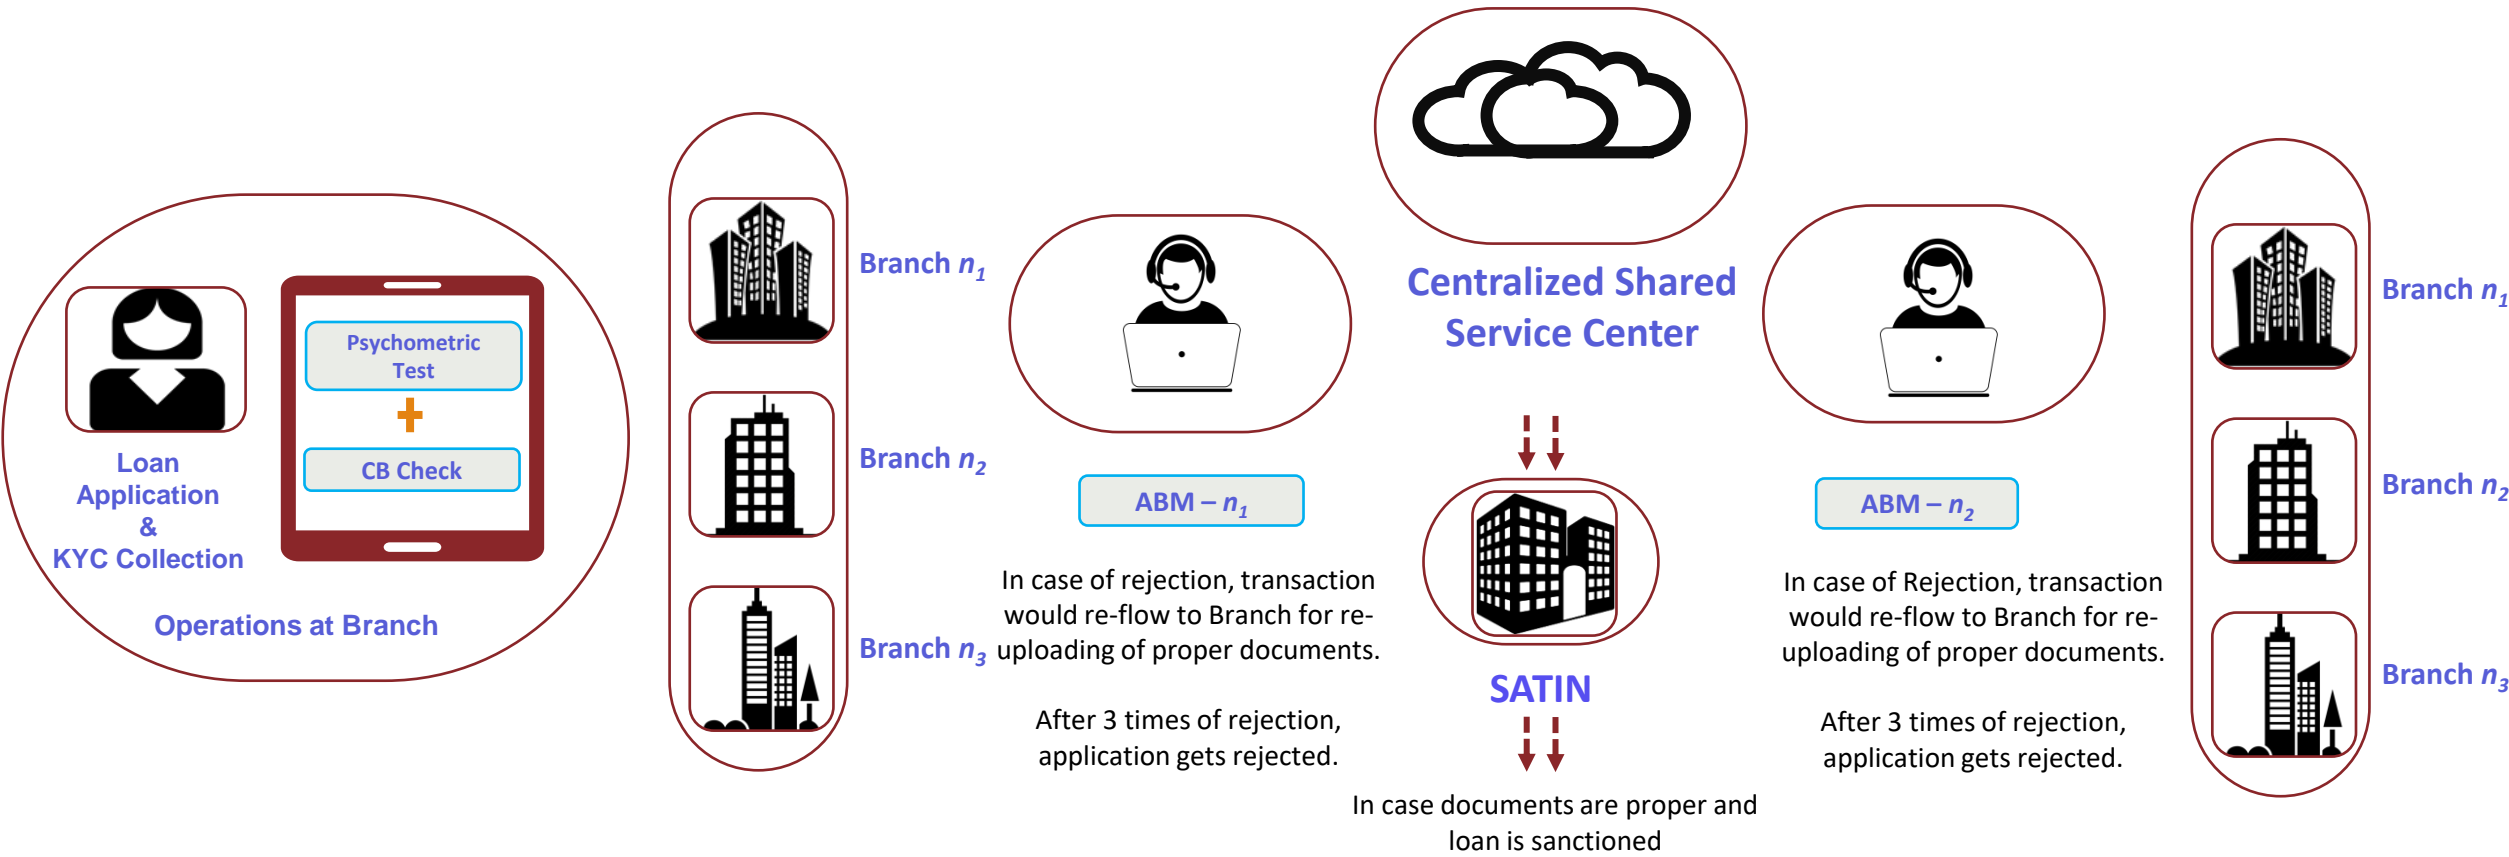 Psychometric
Test
CB Check
Loan
Application
&
KYC Collection
Operations at Branch
Branch n1
Branch n2
Branch n3
ABM – n1
In case of rejection, transaction
would re-flow to Branch for re-
uploading of proper documents.
After 3 times of rejection,
application gets rejected.
Centralized Shared
Service Center
SATIN
In case documents are proper and
loan is sanctioned
ABM – n2
In case of Rejection, transaction
would re-flow to Branch for re-
uploading of proper documents.
After 3 times of rejection,
application gets rejected.
Branch n1
Branch n2
Branch n3